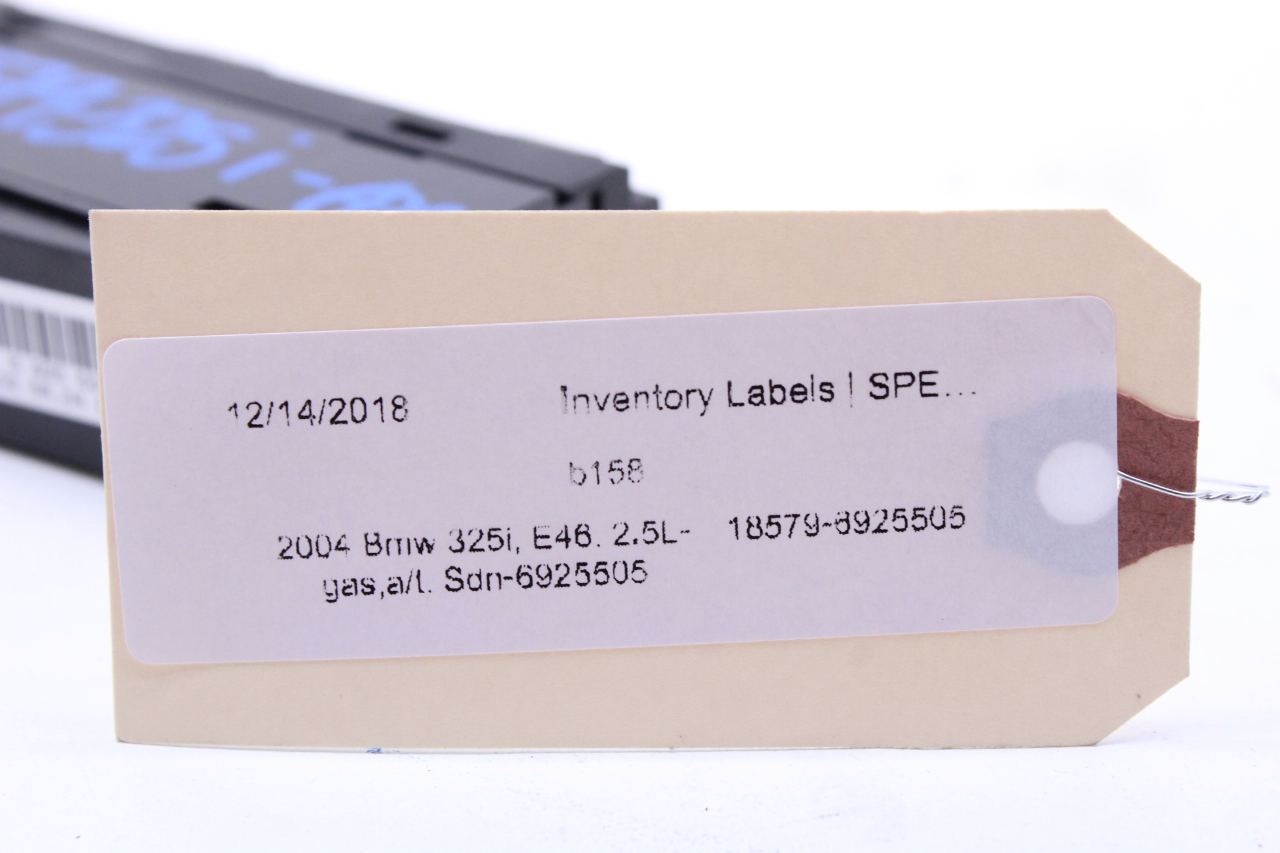 12/14/2018 Inventory Labels | SPE...
b158
2004 Bmw 325i, E46. 2.5L- 18579-6925505
gas,a/t. Sdn-6925505